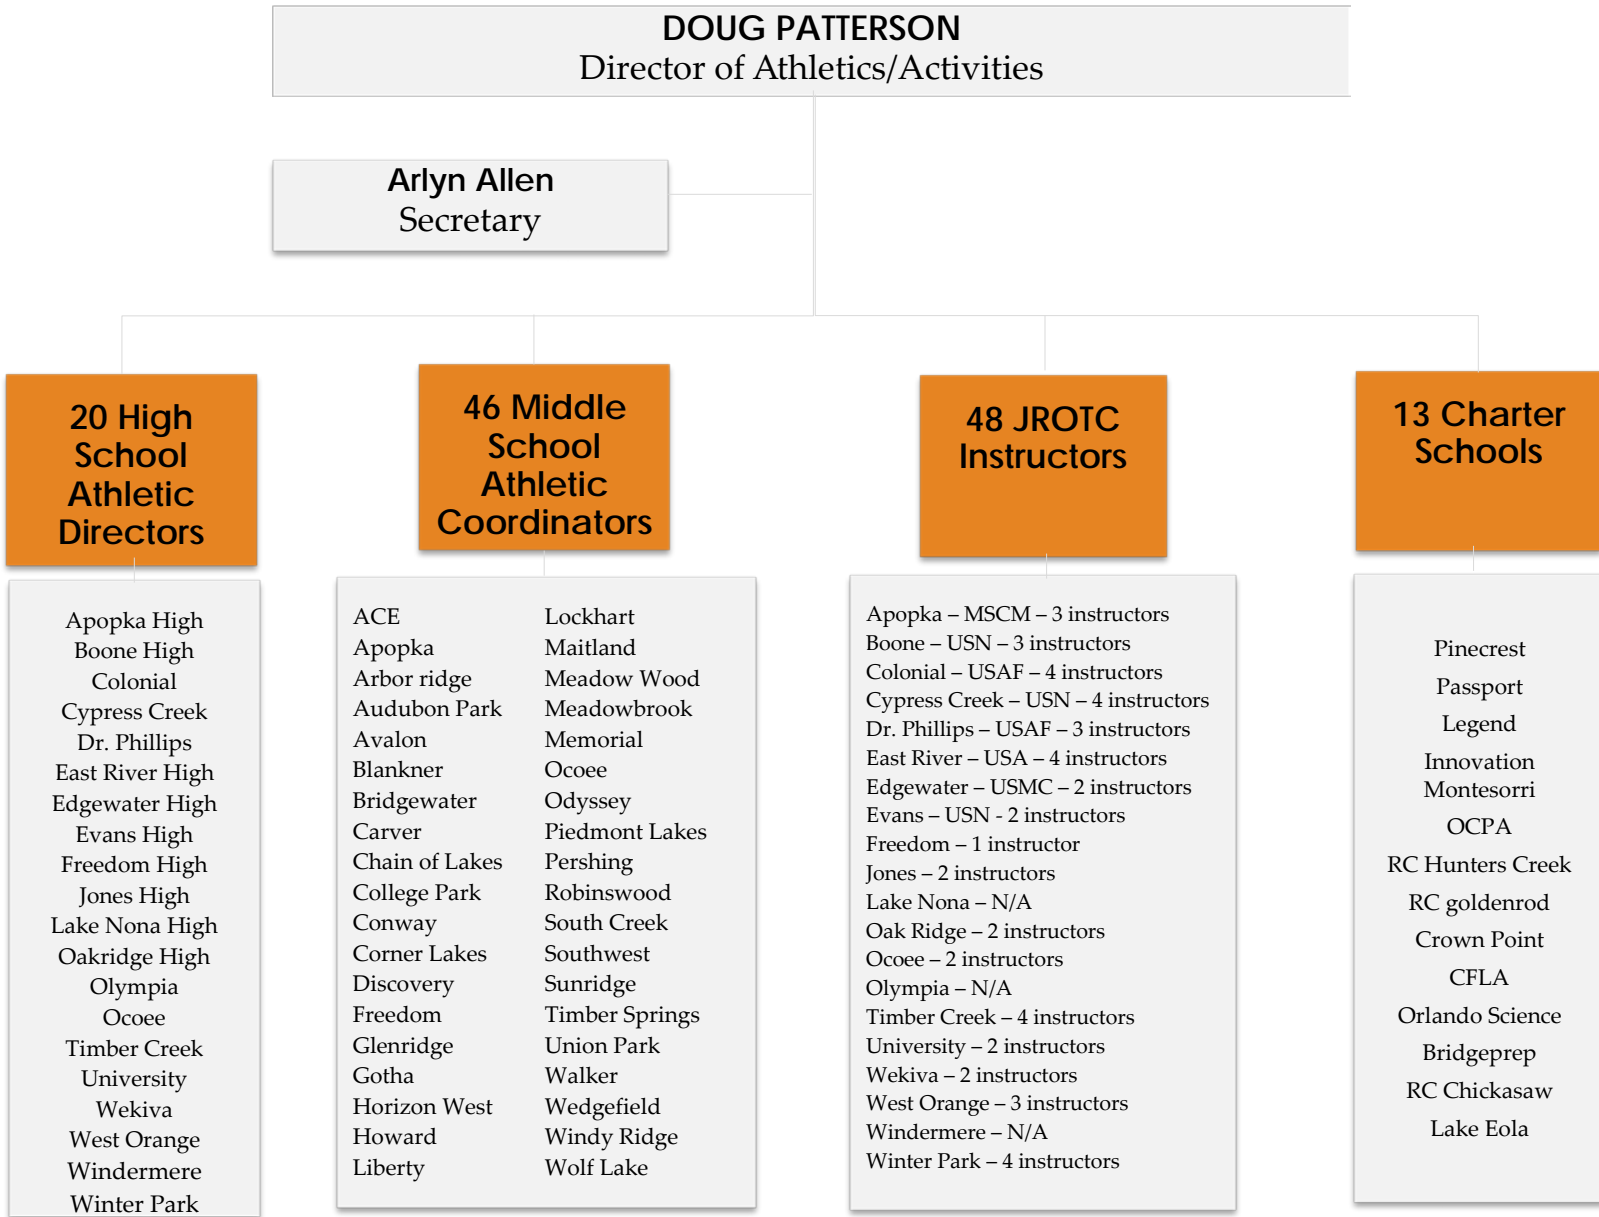 DOUG PATTERSON
Director of Athletics/Activities
Arlyn Allen
Secretary
20 High
School
Athletic
Directors
Apopka High
Boone High
Colonial
Cypress Creek
Dr. Phillips
East River High
Edgewater High
Evans High
Freedom High
Jones High
Lake Nona High
Oakridge High
Olympia
Ocoee
Timber Creek
University
Wekiva
West Orange
Windermere
Winter Park
46 Middle
School
Athletic
Coordinators
ACE
Apopka
Arbor ridge
Audubon Park
Avalon
Blankner
Bridgewater
Carver
Chain of Lakes
College Park
Conway
Corner Lakes
Discovery
Freedom
Glenridge
Gotha
Horizon West
Howard
Liberty
Lockhart
Maitland
Meadow Wood
Meadowbrook
Memorial
Ocoee
Odyssey
Piedmont Lakes
Pershing
Robinswood
South Creek
Southwest
Sunridge
Timber Springs
Union Park
Walker
Wedgefield
Windy Ridge
Wolf Lake
48 JROTC
Instructors
Apopka – MSCM – 3 instructors
Boone – USN – 3 instructors
Colonial – USAF – 4 instructors
Cypress Creek – USN – 4 instructors
Dr. Phillips – USAF – 3 instructors
East River – USA – 4 instructors
Edgewater – USMC – 2 instructors
Evans – USN - 2 instructors
Freedom – 1 instructor
Jones – 2 instructors
Lake Nona – N/A
Oak Ridge – 2 instructors
Ocoee – 2 instructors
Olympia – N/A
Timber Creek – 4 instructors
University – 2 instructors
Wekiva – 2 instructors
West Orange – 3 instructors
Windermere – N/A
Winter Park – 4 instructors
13 Charter
Schools
Pinecrest
Passport
Legend
Innovation
Montesorri
OCPA
RC Hunters Creek
RC goldenrod
Crown Point
CFLA
Orlando Science
Bridgeprep
RC Chickasaw
Lake Eola